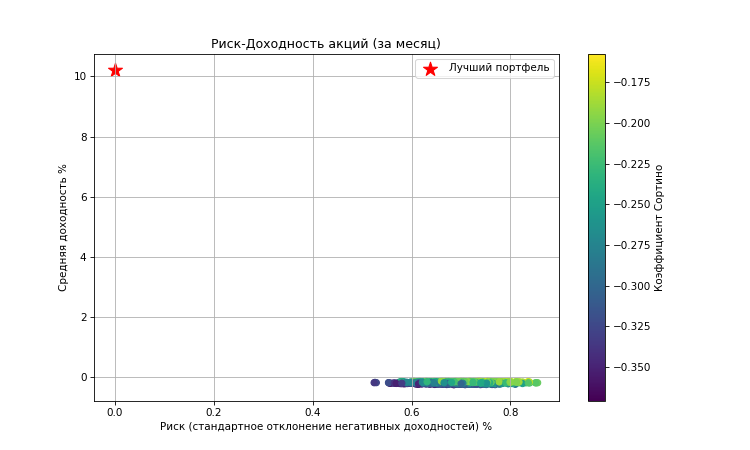 Риск-Доходность акций (за месяц)
Лучший портфель
10
8
6
4
2
0
Средняя доходность %
0.0 0.2 0.4 0.6 0.8
Риск (стандартное отклонение негативных доходностей) %
−0.175
−0.200
−0.225
−0.250
−0.275
−0.300
−0.325
−0.350
Коэффициент Сортино